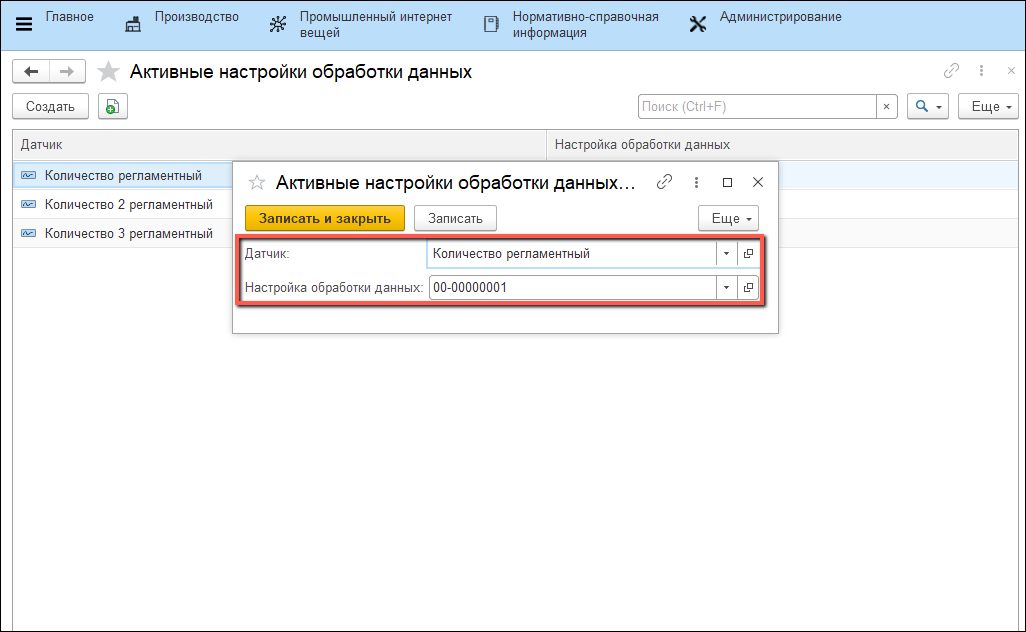 Главное
Производство
Промышленный интернет
вещей
Нормативно-справочная
информация
Администрирование
Активные настройки обработки данных
Создать
Поиск (Ctrl+F)
Еще
Датчик
Настройка обработки данных
Количество регламентный
Количество 2 регламентный
Количество 3 регламентный
Активные настройки обработки данных...
Записать и закрыть
Записать
Еще
Датчик:
Количество регламентный
Настройка обработки данных:
00-00000001